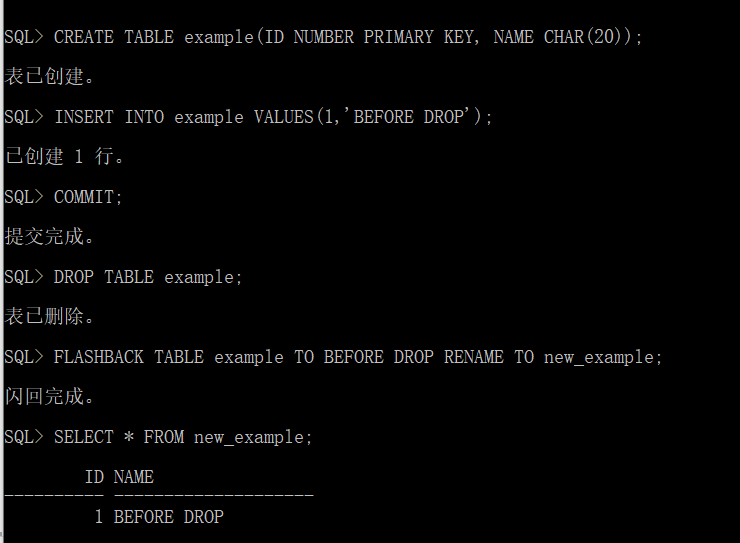 SQL> CREATE TABLE example(ID NUMBER PRIMARY KEY, NAME CHAR(20));
表已创建。
SQL> INSERT INTO example VALUES(1,'BEFORE DROP');
已创建 1 行。
SQL> COMMIT;
提交完成。
SQL> DROP TABLE example;
表已删除。
SQL> FLASHBACK TABLE example TO BEFORE DROP RENAME TO new_example;
闪回完成。
SQL> SELECT * FROM new_example;
        ID NAME
---------- --------------------
         1 BEFORE DROP